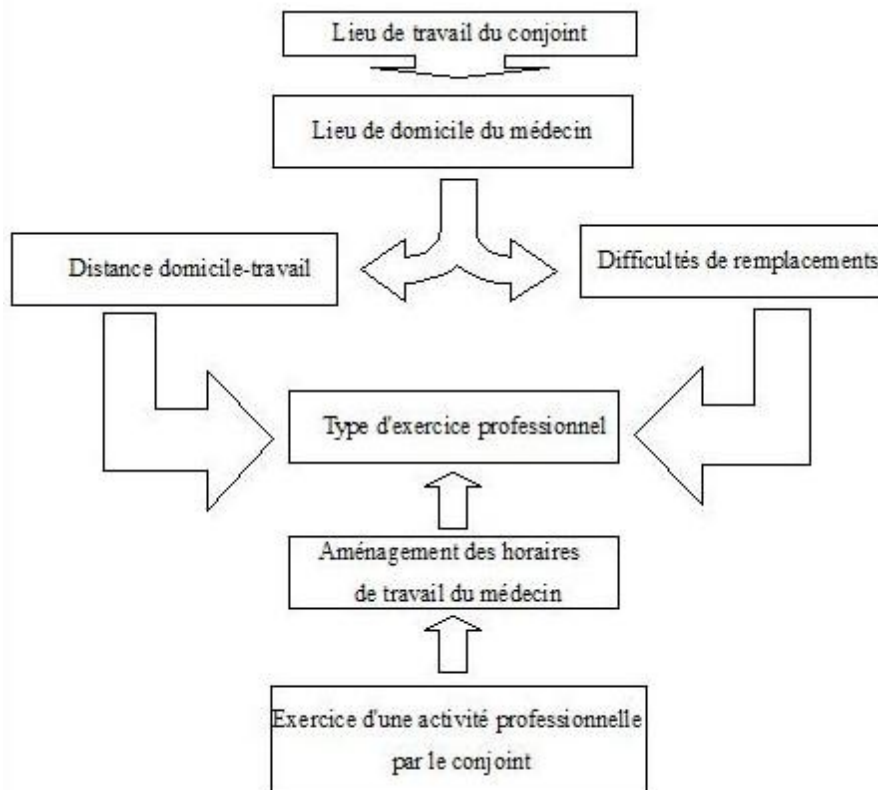 Lieu de travail du conjoint
Lieu de domicile du médecin
Distance domicile-travail
Difficultés de remplacements
Type d'exercice professionnel
Aménagement des horaires
de travail du médecin
Exercice d'une activité professionnelle
par le conjoint